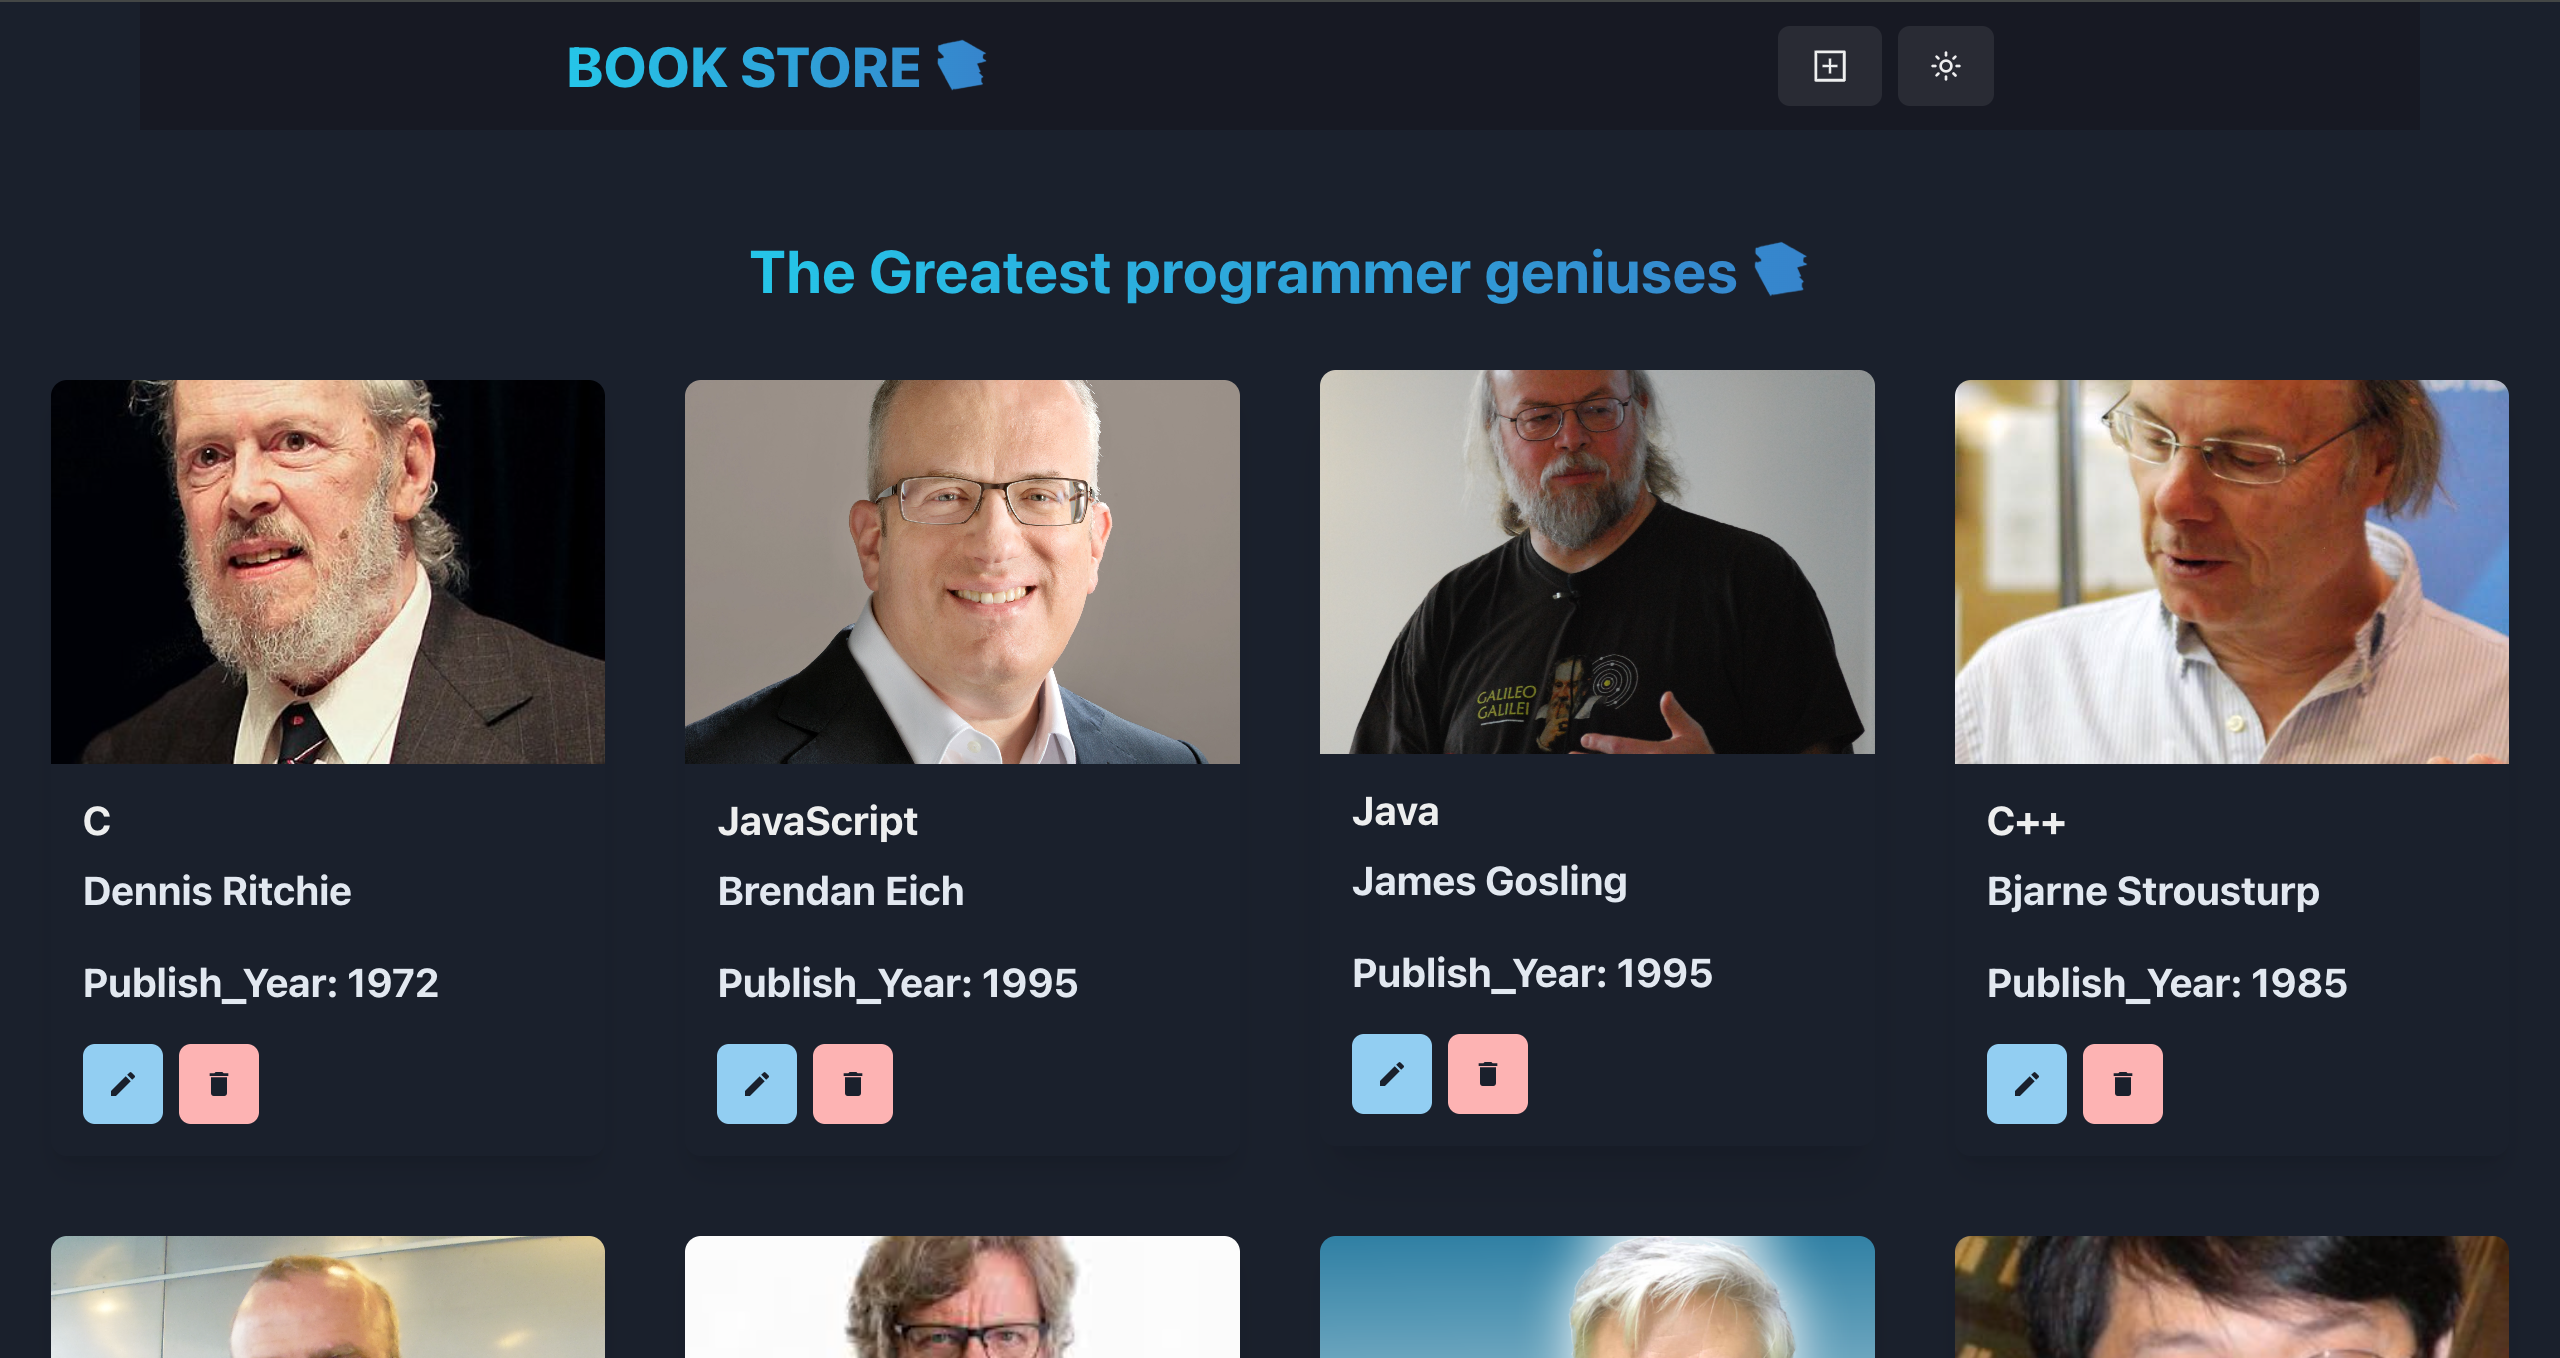 BOOK STORE
The Greatest programmer geniuses
GALILEO
GALILEI
C
Dennis Ritchie
Publish_Year: 1972
JavaScript
Brendan Eich
Publish_Year: 1995
Java
James Gosling
Publish_Year: 1995
C++
Bjarne Strousturp
Publish_Year: 1985